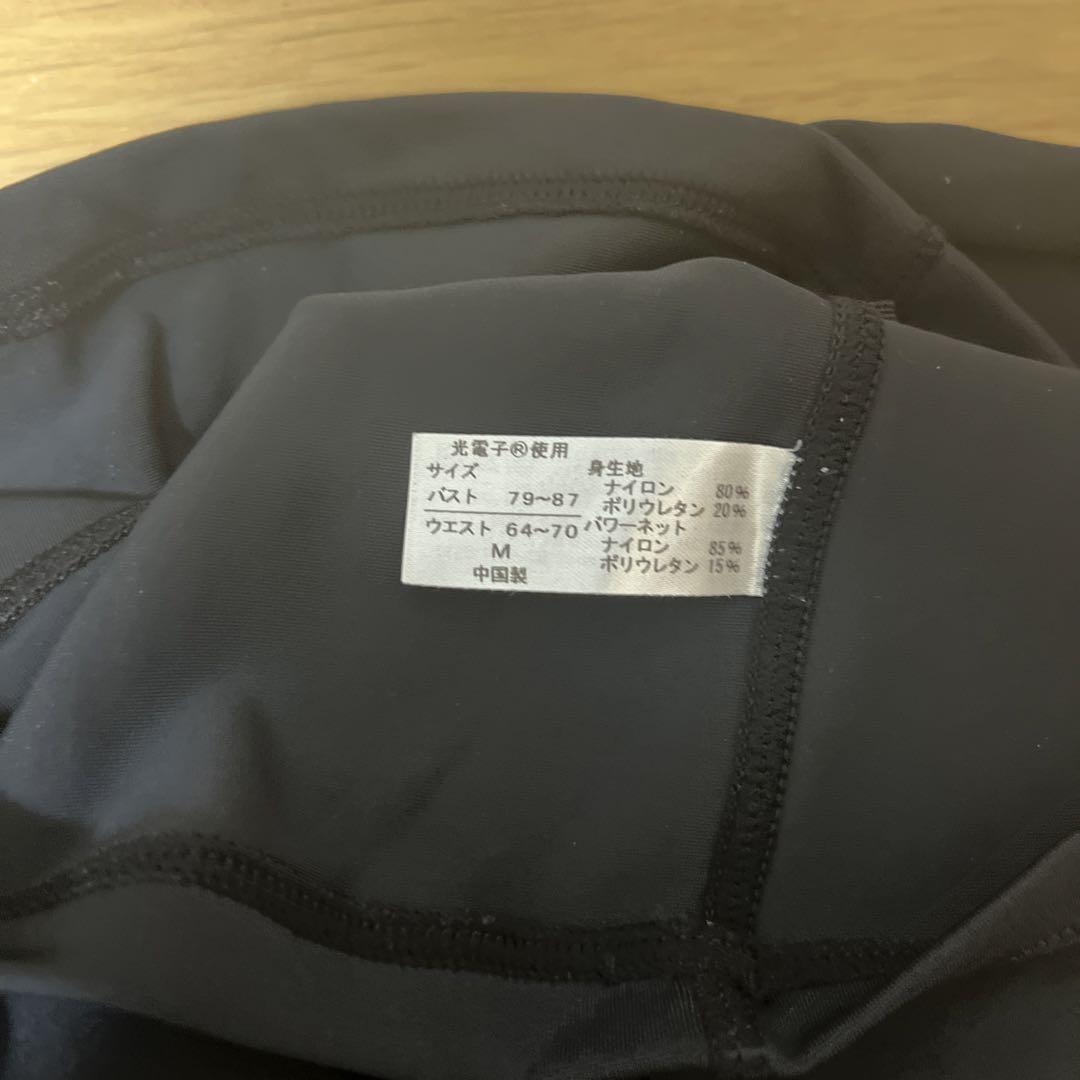 光電子®使用
サイズ
バスト 79〜87
ウエスト 64〜70
M
中国製
身生地
ナイロン 80%
ポリウレタン 20%
パワーネット
ナイロン 85%
ポリウレタン 15%